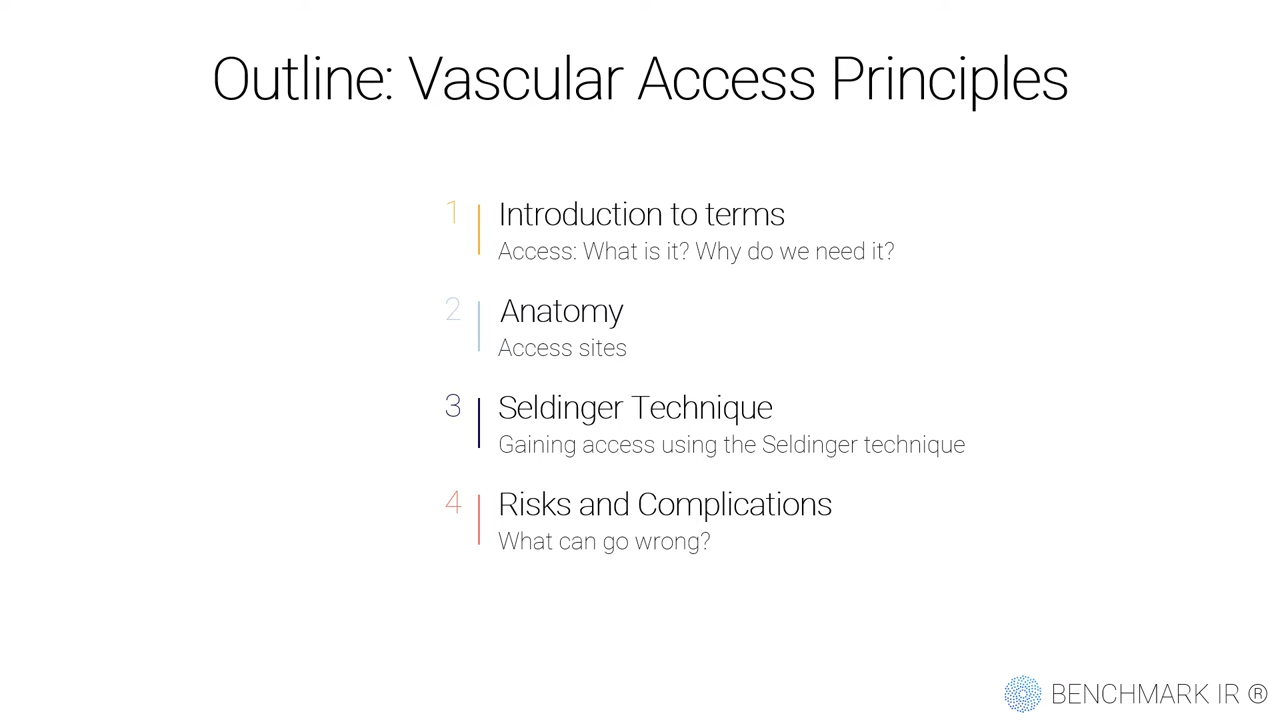 Outline: Vascular Access Principles
1
Introduction to terms
Access: What is it? Why do we need it?
2
Anatomy
Access sites
3
Seldinger Technique
Gaining access using the Seldinger technique
4
Risks and Complications
What can go wrong?
BENCHMARK IR ®